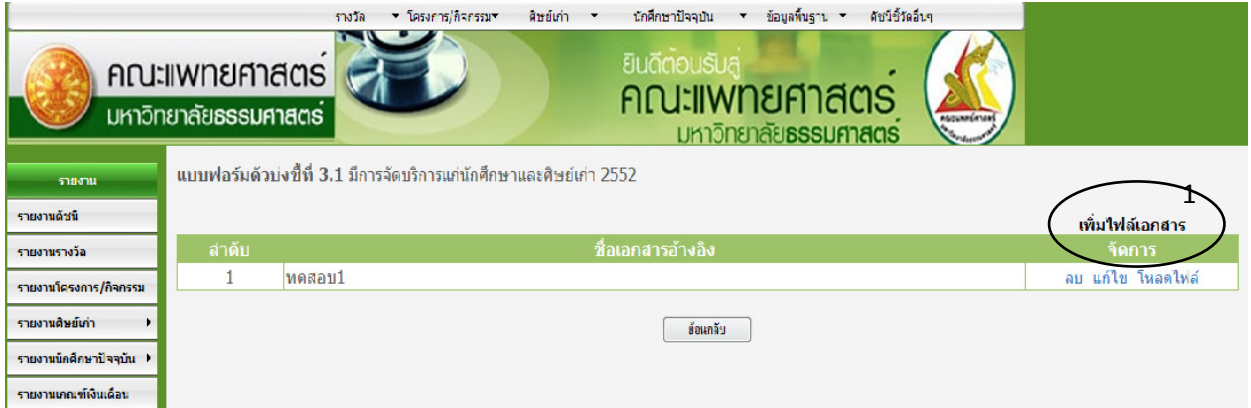 รางวัล โครงการ/กิจกรรม ศิษย์เก่า นักศึกษาปัจจุบัน ข้อมูลพื้นฐาน ดัชนีชี้วัดอื่นๆ
คณะแพทยศาสตร์
มหาวิทยาลัยธรรมศาสตร์
ยินดีต้อนรับสู่
คณะแพทยศาสตร์
มหาวิทยาลัยธรรมศาสตร์
รายงาน
รายงานดัชนี
รายงานรางวัล
รายงานโครงการ/กิจกรรม
รายงานศิษย์เก่า
รายงานนักศึกษาปัจจุบัน
รายงานเกณฑ์เงินเดือน
แบบฟอร์มตัวบ่งชี้ที่ 3.1 มีการจัดบริการแก่นักศึกษาและศิษย์เก่า 2552
1
เพิ่มไฟล์เอกสาร
ลำดับ ชื่อเอกสารอ้างอิง จัดการ
1 ทดสอบ1 ลบ แก้ไข โหลดไฟล์
ย้อนกลับ